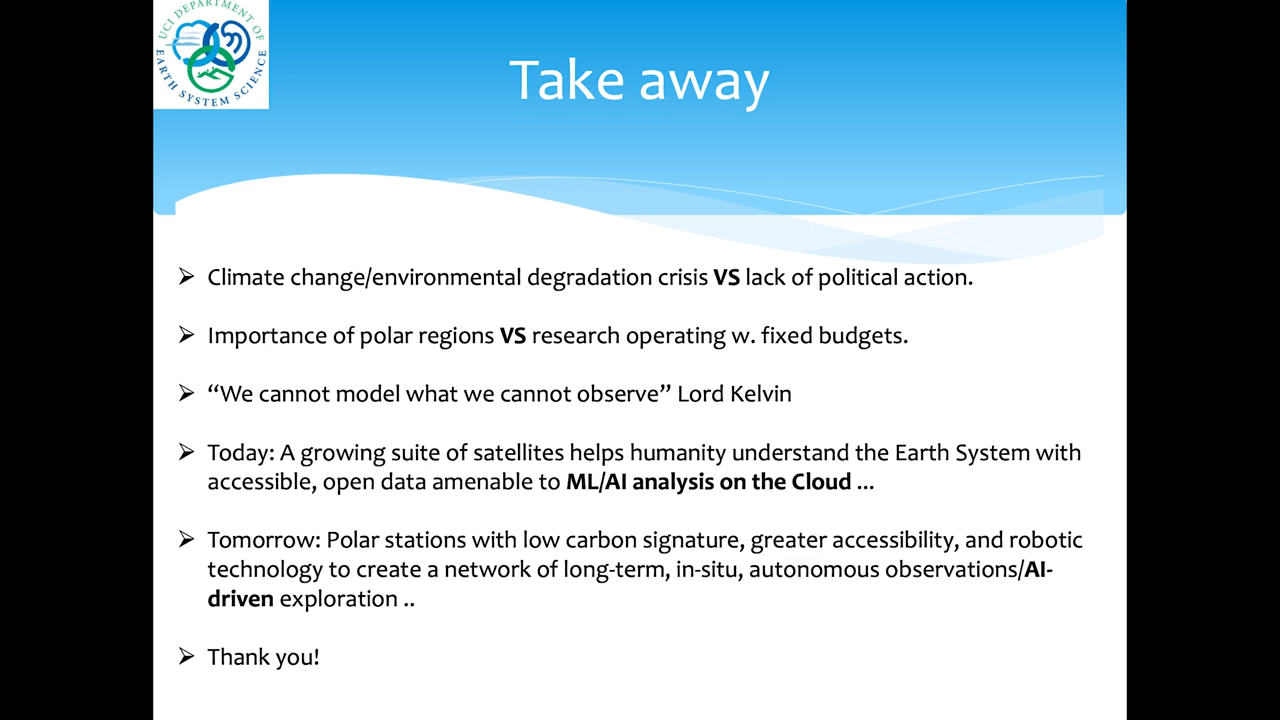 UCI DEPARTMENT OF
EARTH SYSTEM SCIENCE
Take away
➢ Climate change/environmental degradation crisis VS lack of political action.
➢ Importance of polar regions VS research operating w. fixed budgets.
➢ “We cannot model what we cannot observe” Lord Kelvin
➢ Today: A growing suite of satellites helps humanity understand the Earth System with
accessible, open data amenable to ML/AI analysis on the Cloud ...
➢ Tomorrow: Polar stations with low carbon signature, greater accessibility, and robotic
technology to create a network of long-term, in-situ, autonomous observations/AI-
driven exploration ..
➢ Thank you!